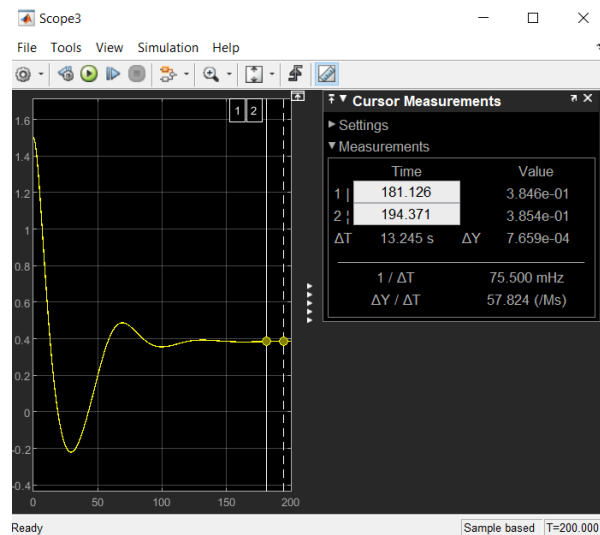 Scope3
File Tools View Simulation Help
1 2
1.6
1.4
1.2
1
0.8
0.6
0.4
0.2
0
-0.2
-0.4
0 50 100 150 200
Cursor Measurements
Settings
Measurements
Time Value
1 | 181.126 3.846e-01
2 ¦ 194.371 3.854e-01
ΔT 13.245 s ΔY 7.659e-04
1 / ΔT 75.500 mHz
ΔY / ΔT 57.824 (/Ms)
Ready Sample based T=200.000